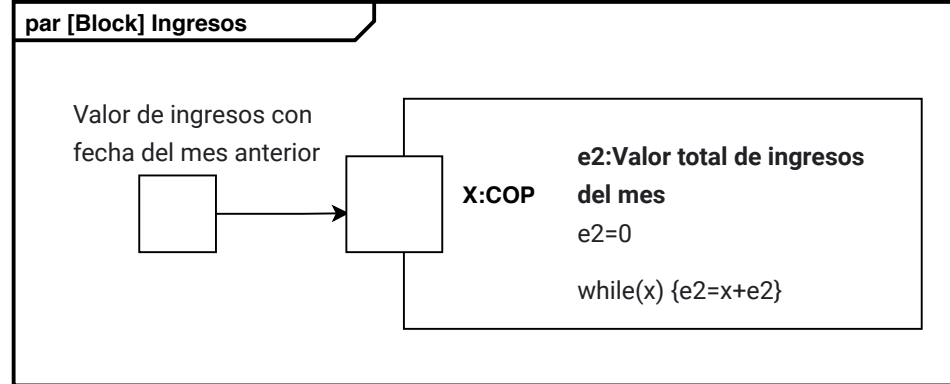 par [Block] Ingresos
Valor de ingresos con
fecha del mes anterior
X:COP
e2:Valor total de ingresos
del mes
e2=0
while(x) {e2=x+e2}